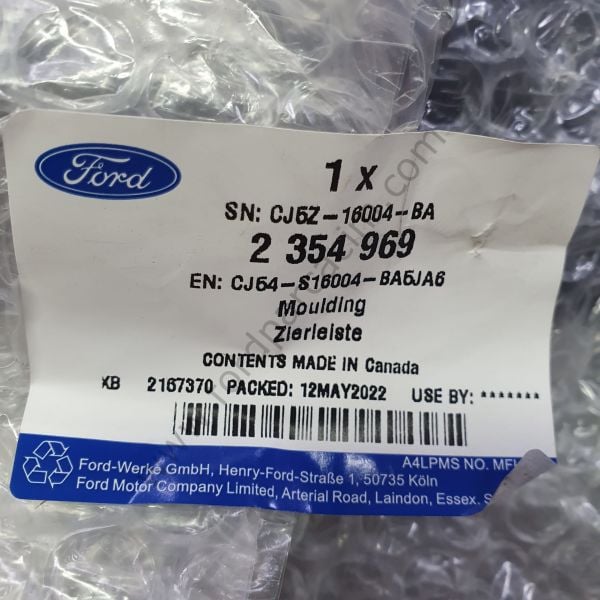 Ford
1 x
SN: CJ5Z-16004-BA
2 354 969
EN: CJ54-S16004-BA5JA6
Moulding
Zierleiste
CONTENTS MADE IN Canada
XB 2167370 PACKED: 12MAY2022 USE BY: *******
A4LPMS NO.
Ford-Werke GmbH, Henry-Ford-Straße 1, 50735 Köln
Ford Motor Company Limited, Arterial Road, Laindon, Essex.